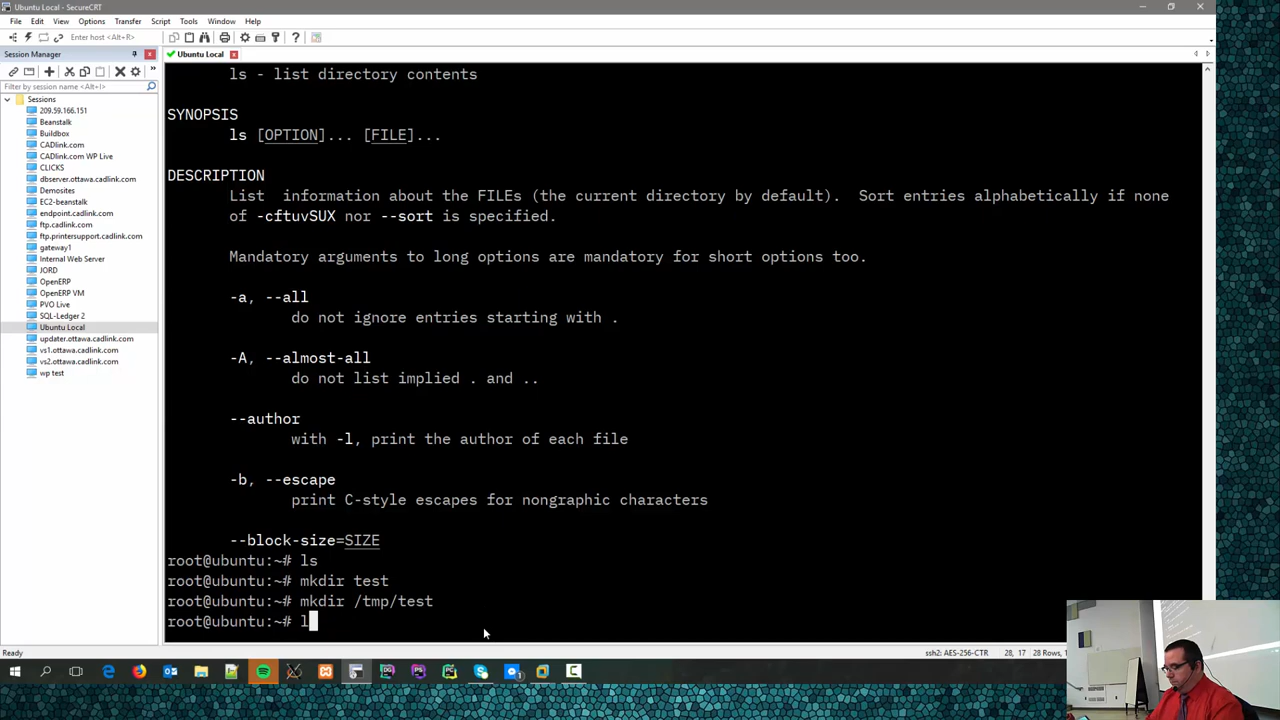 Ubuntu Local - SecureCRT
File Edit View Options Transfer Script Tools Window Help
Enter host <Alt+R>
Session Manager
Ubuntu Local
Filter by session name <Alt+I>
Sessions
209.59.166.151
Beanstalk
Buildbox
CADlink.com
CADlink.com WP Live
CLICKS
dbserver.ottawa.cadlink.com
Demosites
EC2-beanstalk
endpoint.cadlink.com
ftp.cadlink.com
ftp.printersupport.cadlink.com
gateway1
Internal Web Server
JORD
OpenERP
OpenERP VM
PVO Live
SQL-Ledger 2
Ubuntu Local
updater.ottawa.cadlink.com
vs1.ottawa.cadlink.com
vs2.ottawa.cadlink.com
wp test
ls - list directory contents
SYNOPSIS
ls [OPTION]... [FILE]...
DESCRIPTION
List information about the FILEs (the current directory by default). Sort entries alphabetically if none
of -cftuvSUX nor --sort is specified.
Mandatory arguments to long options are mandatory for short options too.
-a, --all
do not ignore entries starting with .
-A, --almost-all
do not list implied . and ..
--author
with -l, print the author of each file
-b, --escape
print C-style escapes for nongraphic characters
--block-size=SIZE
root@ubuntu:~# ls
root@ubuntu:~# mkdir test
root@ubuntu:~# mkdir /tmp/test
root@ubuntu:~# l
Ready
ssh2: AES-256-CTR 28, 17 28 Rows,